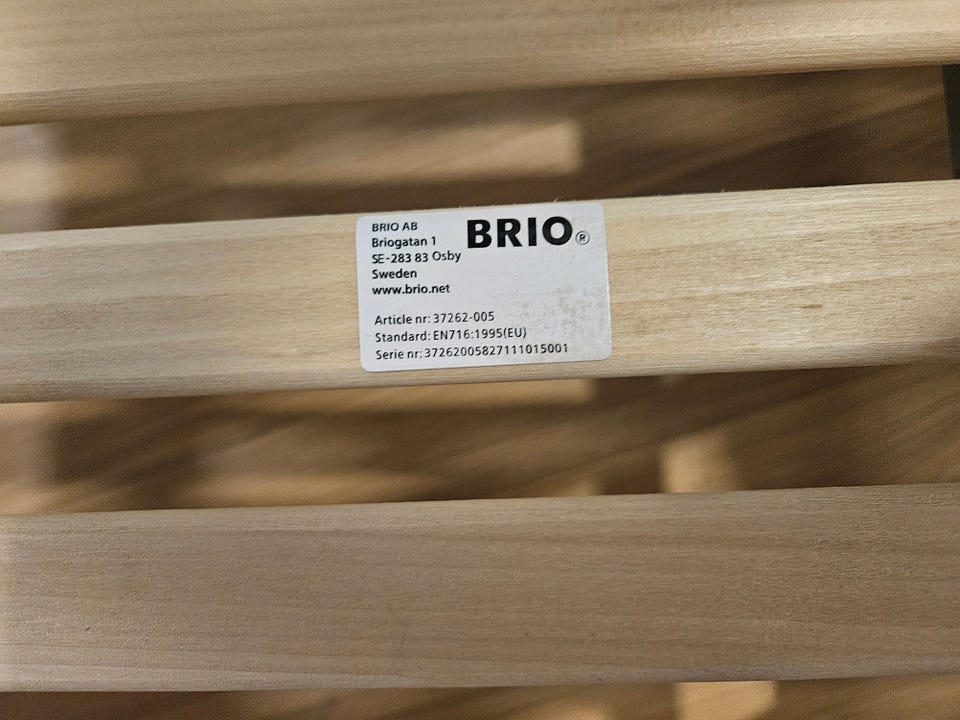 BRIO AB
Briogatan 1
SE-283 83 Osby
Sweden
www.brio.net
BRIO®
Article nr: 37262-005
Standard: EN716:1995(EU)
Serie nr: 37262005827111015001